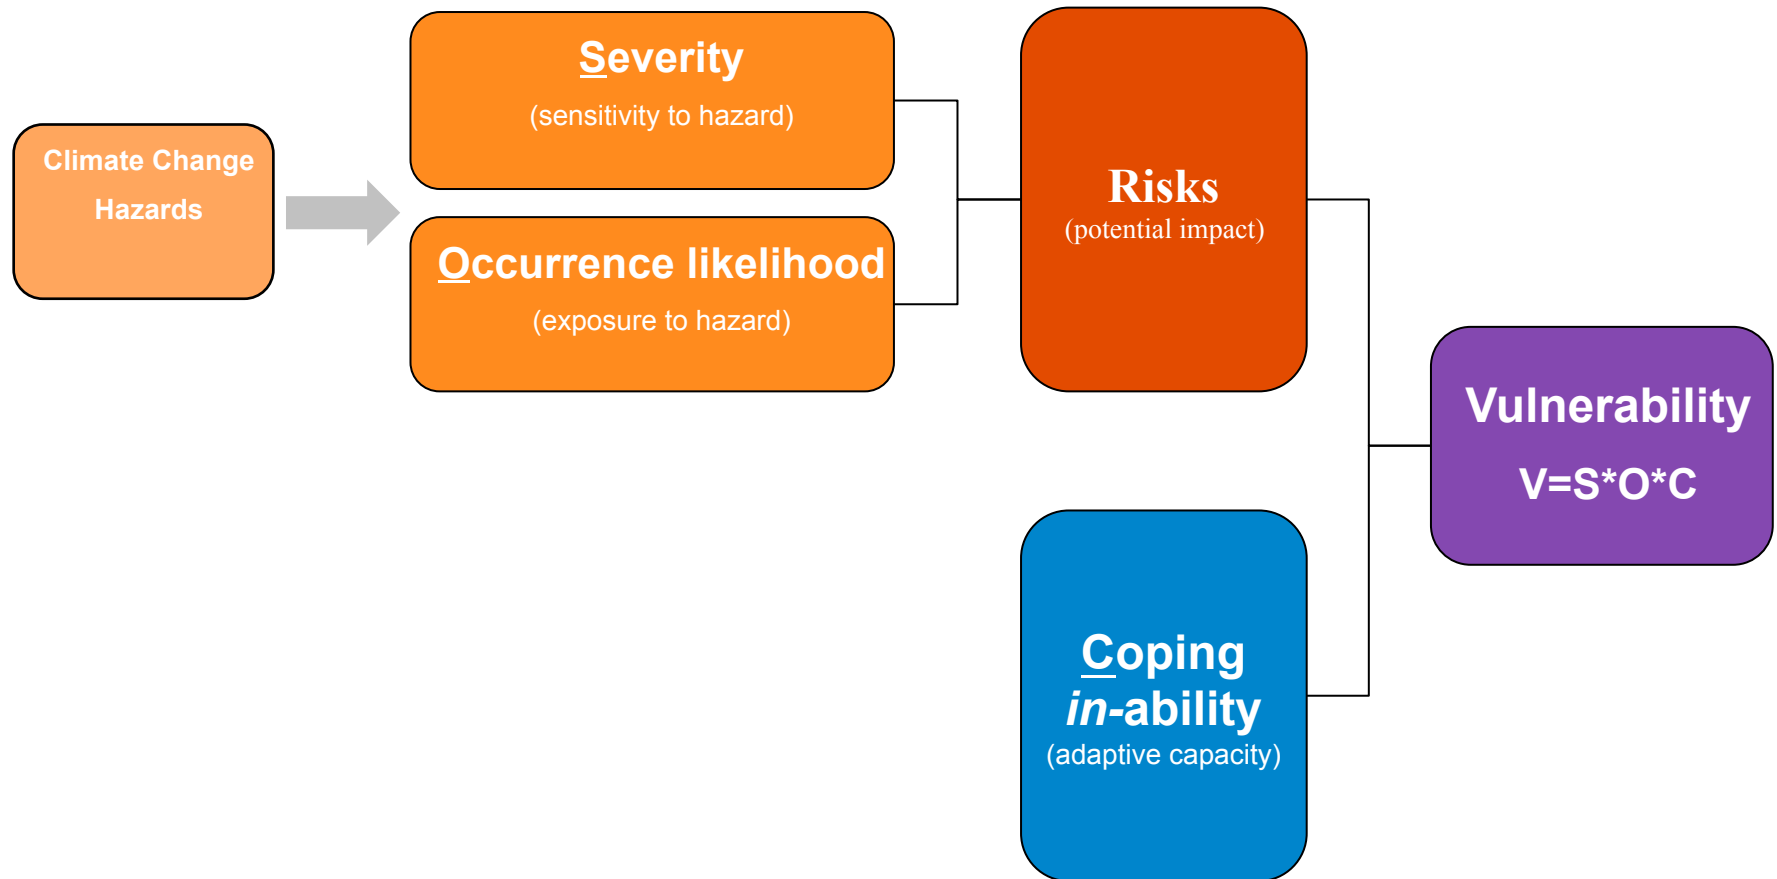 Climate Change
Hazards
Severity
(sensitivity to hazard)
Occurrence likelihood
(exposure to hazard)
Risks
(potential impact)
Coping
in-ability
(adaptive capacity)
Vulnerability
V=S*O*C